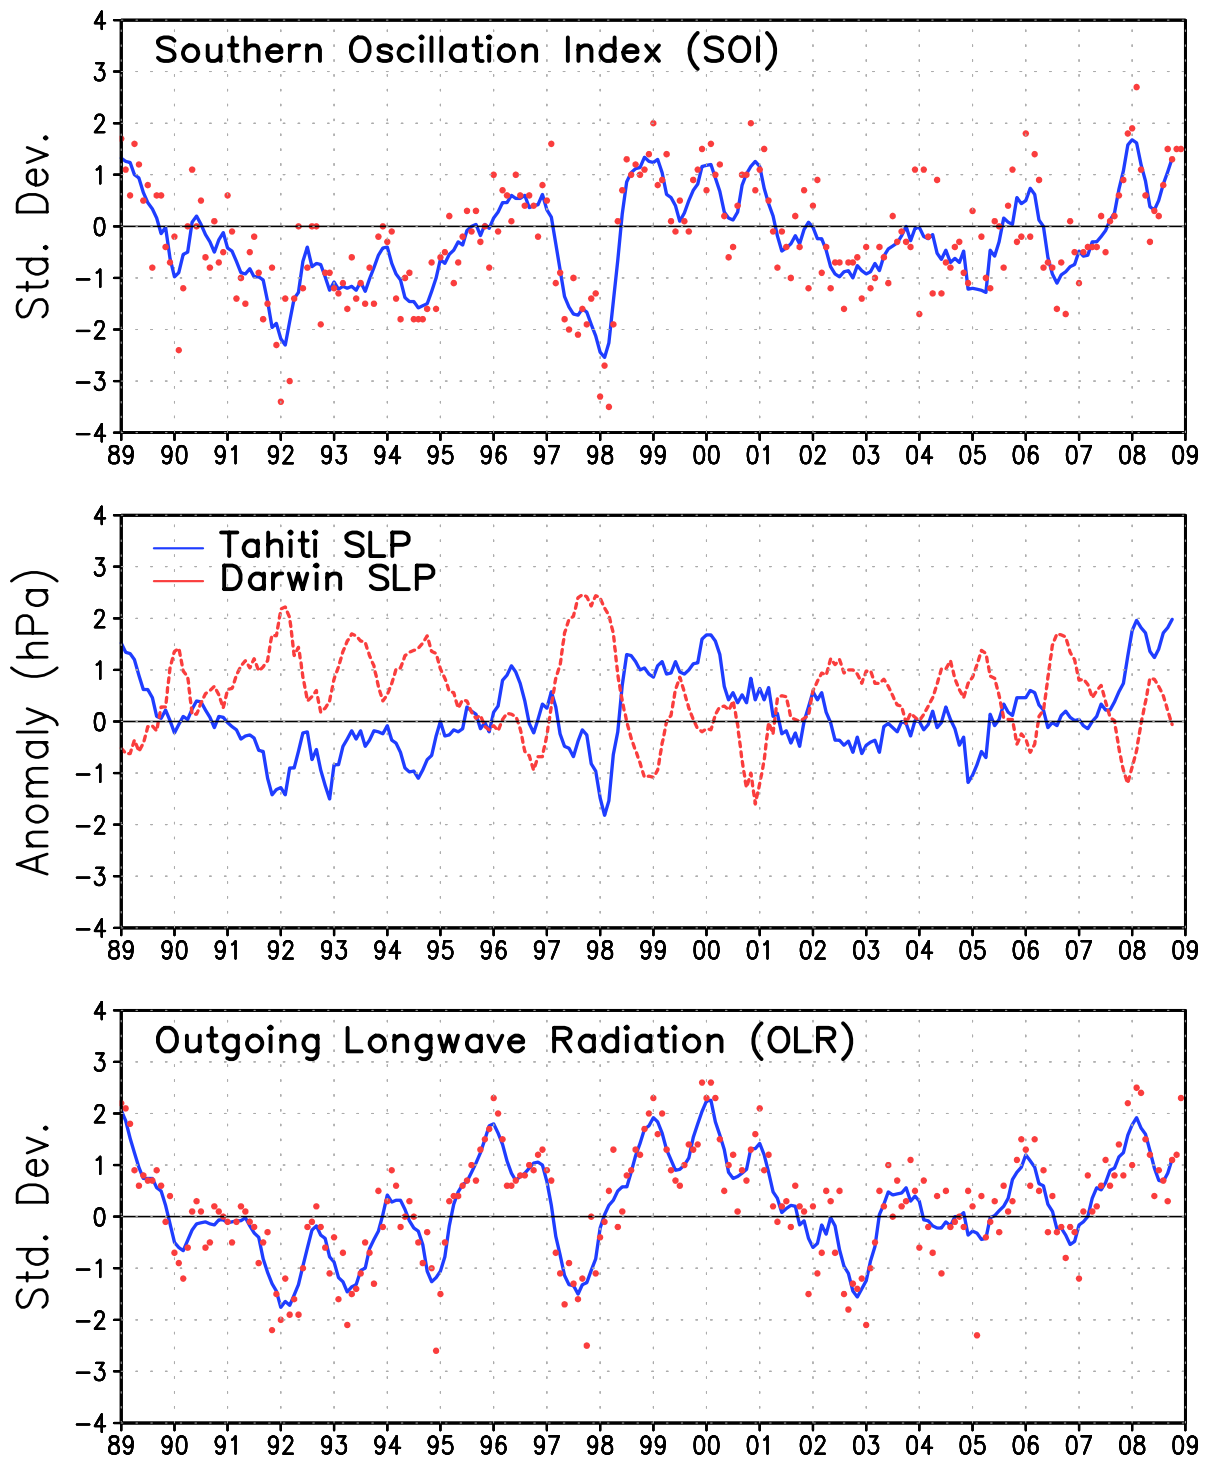 Southern Oscillation Index (SOI)
Std. Dev.
4
3
2
1
0
−1
−2
−3
−4
89 90 91 92 93 94 95 96 97 98 99 00 01 02 03 04 05 06 07 08 09
Tahiti SLP
Darwin SLP
Anomaly (hPa)
4
3
2
1
0
−1
−2
−3
−4
89 90 91 92 93 94 95 96 97 98 99 00 01 02 03 04 05 06 07 08 09
Outgoing Longwave Radiation (OLR)
Std. Dev.
4
3
2
1
0
−1
−2
−3
−4
89 90 91 92 93 94 95 96 97 98 99 00 01 02 03 04 05 06 07 08 09